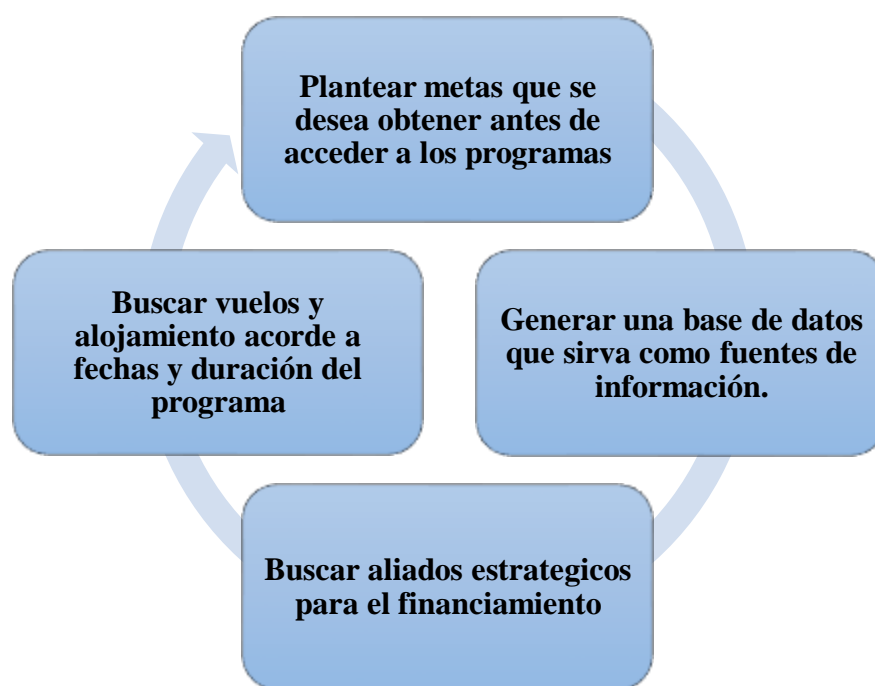 Plantear metas que se
desea obtener antes de
acceder a los programas
Generar una base de datos
que sirva como fuentes de
información.
Buscar aliados estrategicos
para el financiamiento
Buscar vuelos y
alojamiento acorde a
fechas y duración del
programa